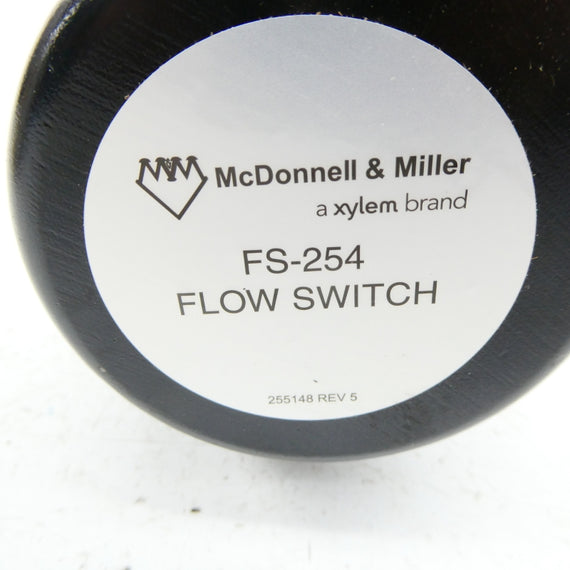 McDonnell & Miller
a xylem brand
FS-254
FLOW SWITCH
255148 REV 5